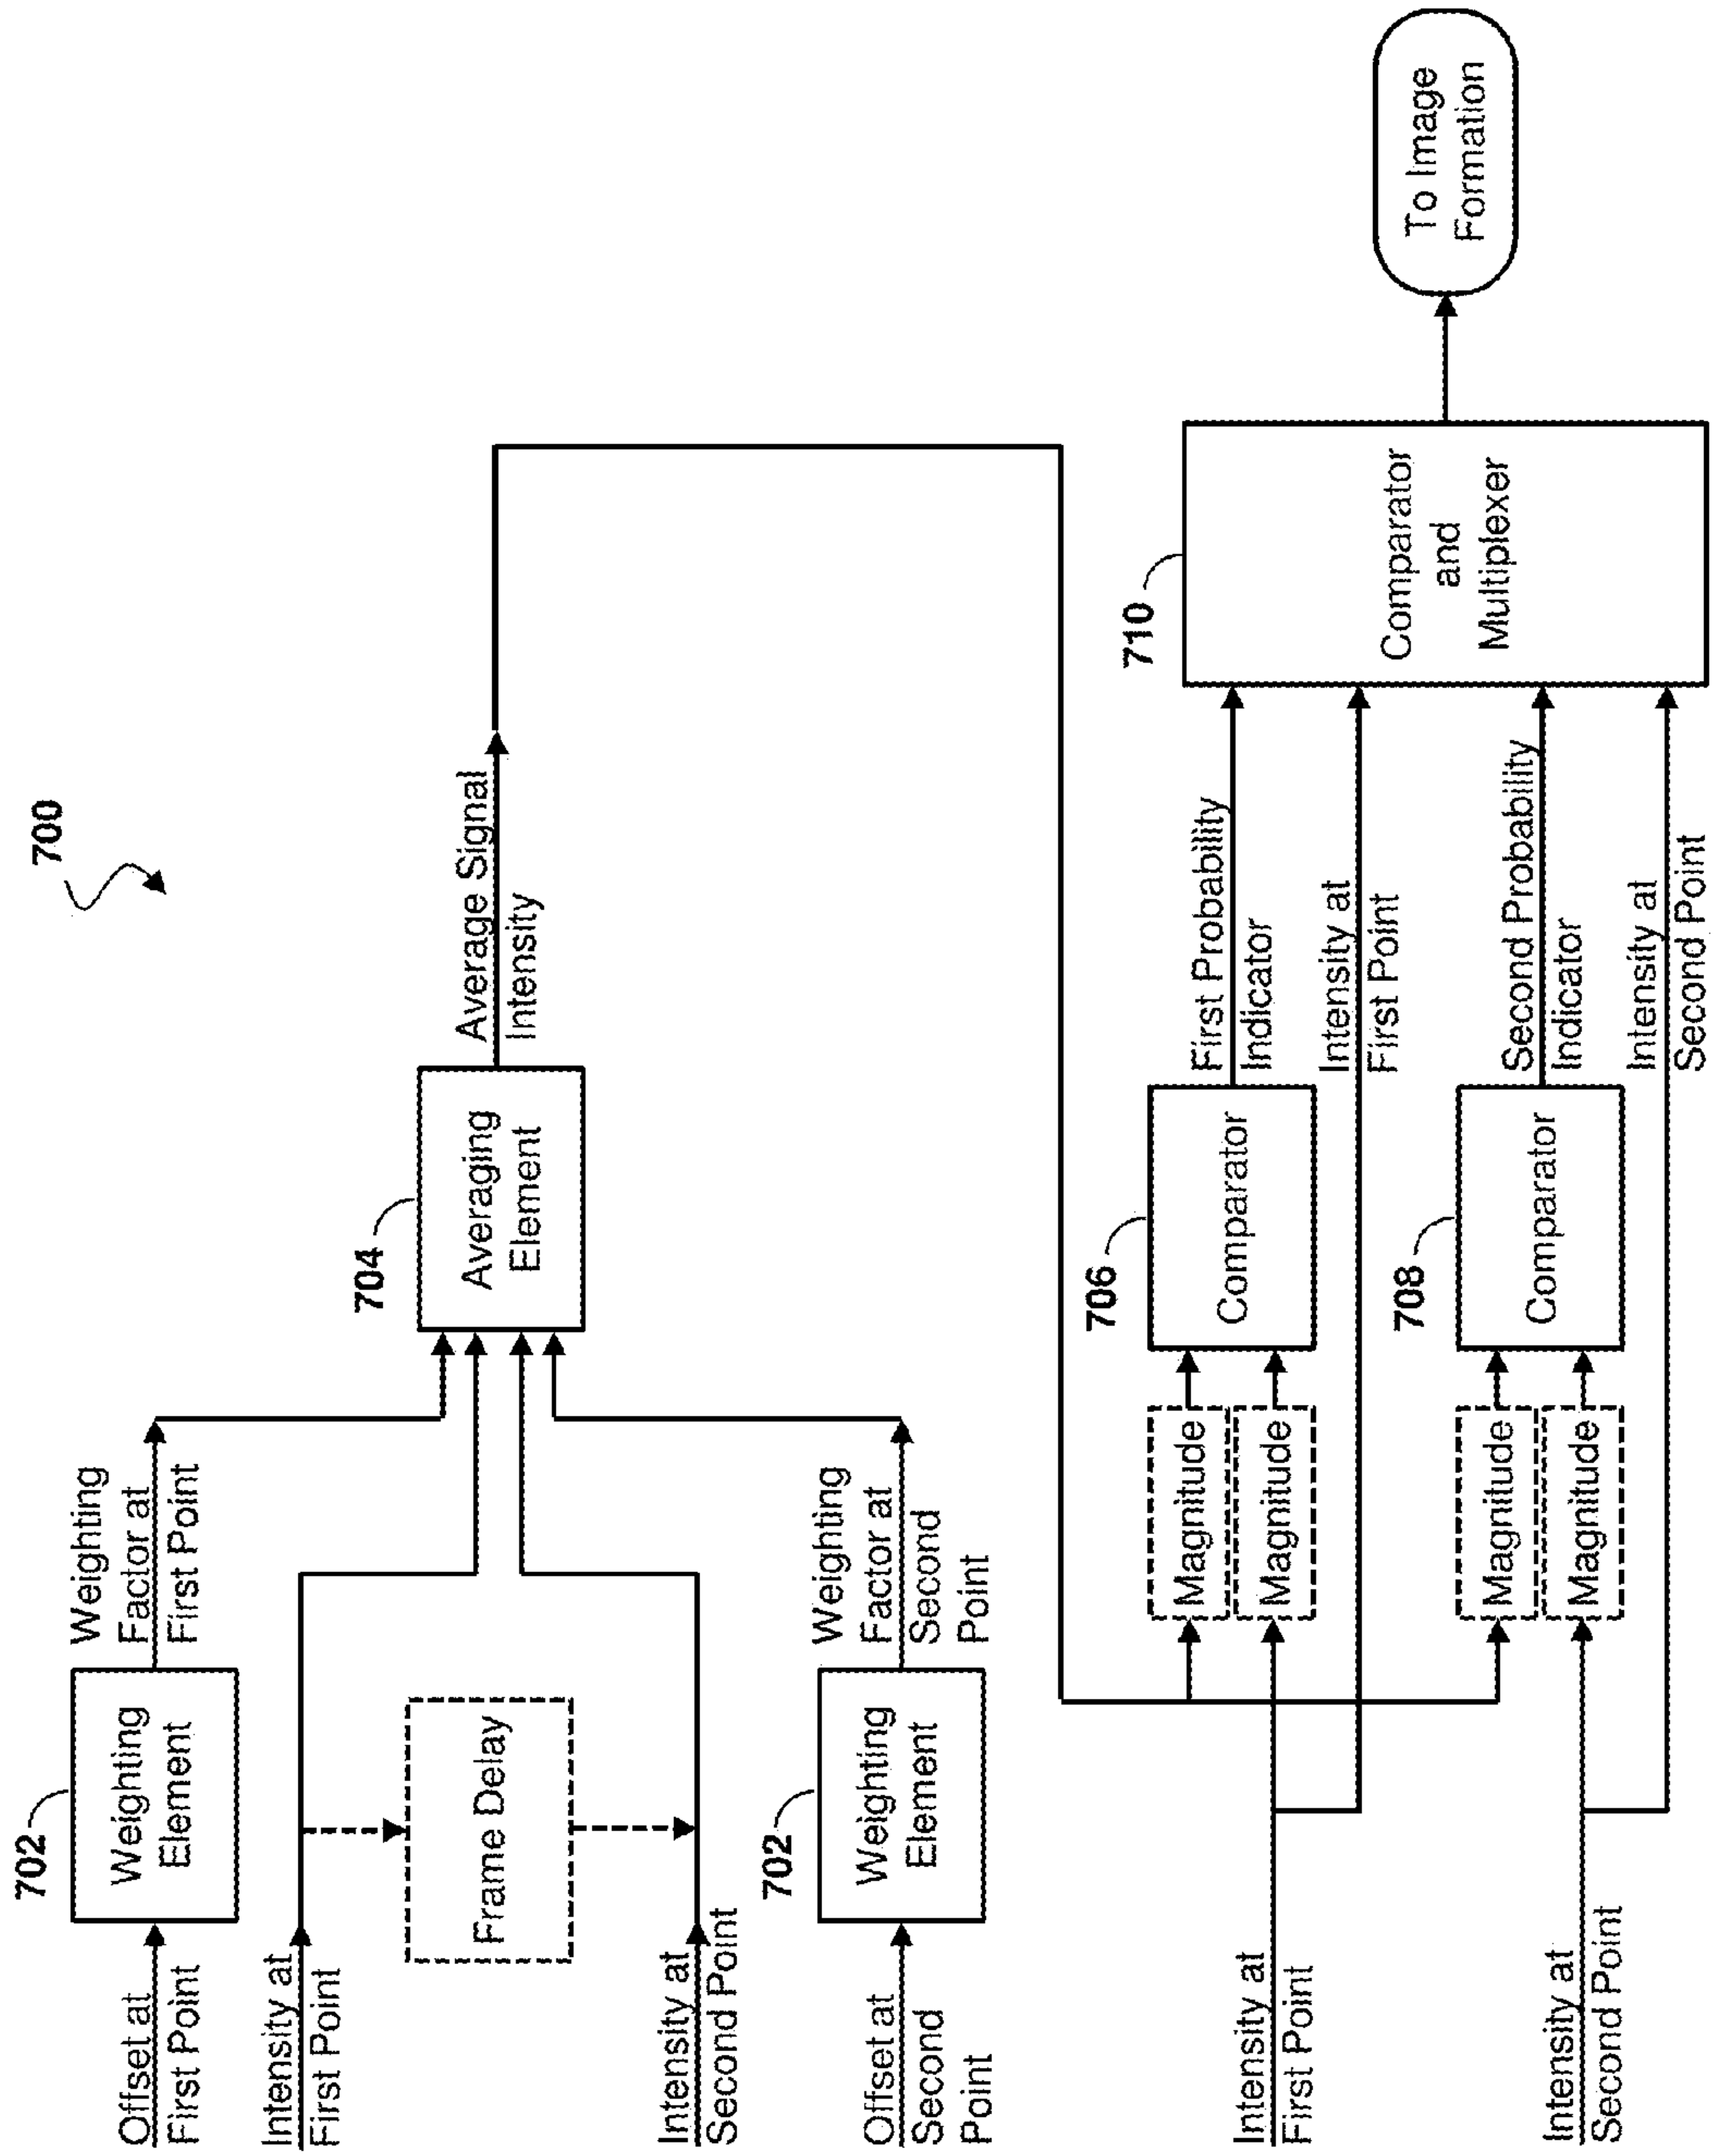 700
702
Offset at
First Point
Weighting
Element
Weighting
Factor at
First Point
Intensity at
First Point
Frame Delay
Intensity at
Second Point
702
Offset at
Second
Point
Weighting
Element
Weighting
Factor at
Second
Point
704
Averaging
Element
Average Signal
Intensity
Intensity at
First Point
Magnitude
Magnitude
706
Comparator
First Probability
Indicator
Intensity at
First Point
Intensity at
Second Point
Magnitude
Magnitude
708
Comparator
Second Probability
Indicator
Intensity at
Second Point
710
Comparator
and
Multiplexer
To Image
Formation